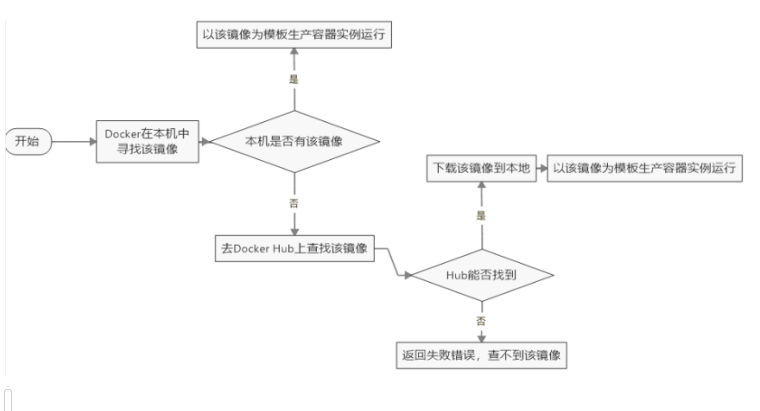 以该镜像为模板生产容器实例运行
是
开始
Docker在本机中
寻找该镜像
本机是否有该镜像
下载该镜像到本地
以该镜像为模板生产容器实例运行
否
是
去Docker Hub上查找该镜像
Hub能否找到
否
返回失败错误，查不到该镜像